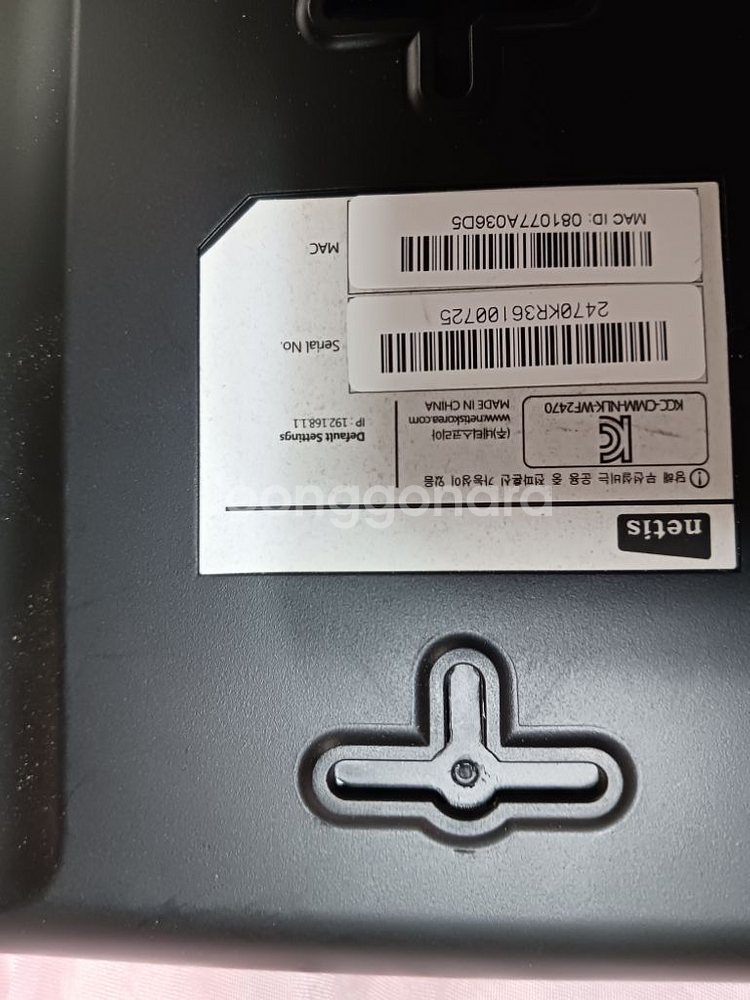 netis
당해 무선설비는 운용 중 전파혼신 가능성이 있음
KCC-CMM-NLK-WF2470
(주)네티스코리아
www.netiskorea.com
MADE IN CHINA
Default Settings
IP : 192.168.1.1
Serial No.
2470KR36100725
MAC
MAC ID: 081077A036D5
joonggonara